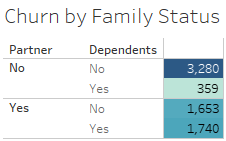 Churn by Family Status
Partner Dependents
No No 3,280
Yes 359
Yes No 1,653
Yes 1,740